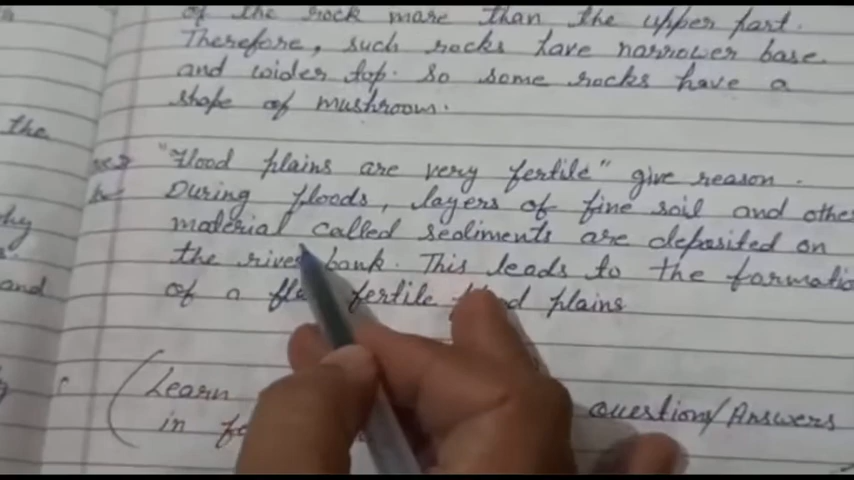 of the rock more than the upper part.
Therefore, such rocks have narrower base
and wider top. So some rocks have a
shape of mushroom.
the
"Flood plains are very fertile" give reason.
During floods, layers of fine soil and other
material called sediments are deposited on
the river bank. This leads to the formatio
of a fertile plains
and
(Learn Question/Answers
in